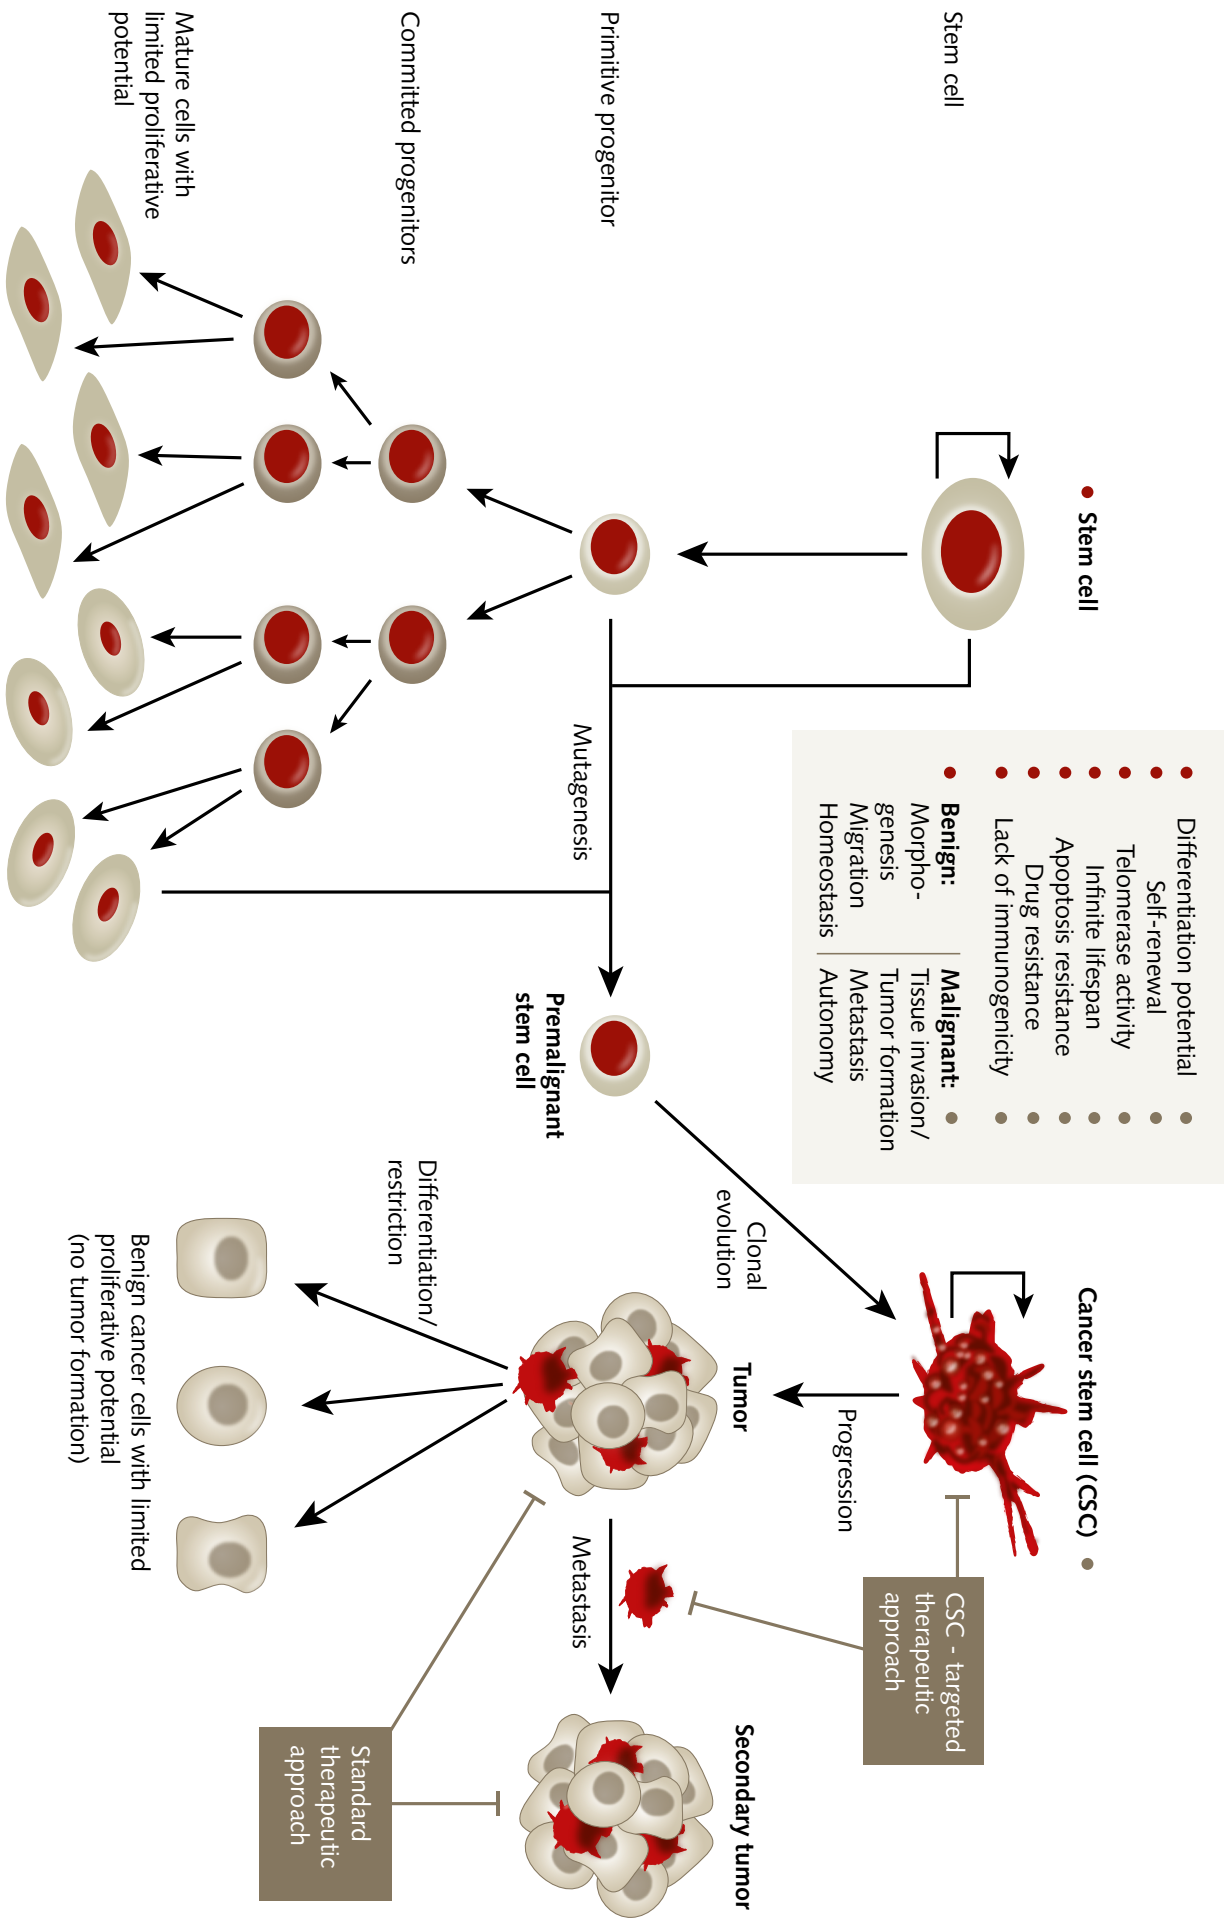 Stem cell
Primitive progenitor
Committed progenitors
Mature cells with
limited proliferative
potential
Stem cell
Differentiation potential
Self-renewal
Telomerase activity
Infinite lifespan
Apoptosis resistance
Drug resistance
Lack of immunogenicity
Benign:
Morpho-
genesis
Migration
Homeostasis
Malignant:
Tissue invasion/
Tumor formation
Metastasis
Autonomy
Mutagenesis
Premalignant
stem cell
Clonal
evolution
Cancer stem cell (CSC)
Progression
Tumor
Differentiation/
restriction
Benign cancer cells with limited
proliferative potential
(no tumor formation)
Metastasis
CSC - targeted
therapeutic
approach
Secondary tumor
Standard
therapeutic
approach